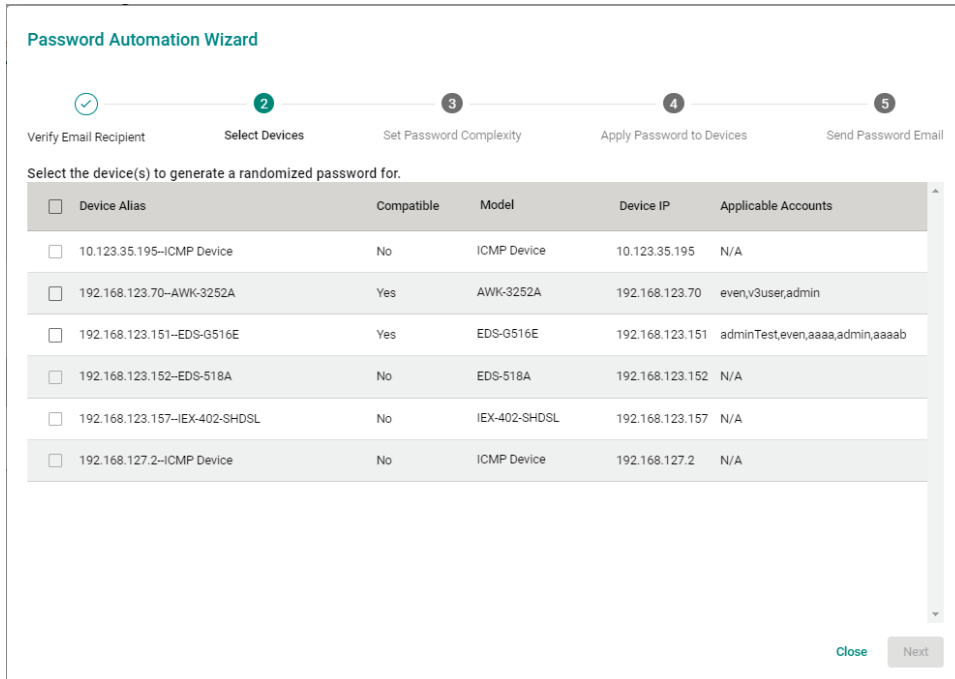 Password Automation Wizard
2 3 4 5
Verify Email Recipient Select Devices Set Password Complexity Apply Password to Devices Send Password Email
Select the device(s) to generate a randomized password for.
Device Alias Compatible Model Device IP Applicable Accounts
10.123.35.195--ICMP Device No ICMP Device 10.123.35.195 N/A
192.168.123.70--AWK-3252A Yes AWK-3252A 192.168.123.70 even,v3user,admin
192.168.123.151--EDS-G516E Yes EDS-G516E 192.168.123.151 adminTest,even,aaaa,admin,aaaab
192.168.123.152--EDS-518A No EDS-518A 192.168.123.152 N/A
192.168.123.157--IEX-402-SHDSL No IEX-402-SHDSL 192.168.123.157 N/A
192.168.127.2--ICMP Device No ICMP Device 192.168.127.2 N/A
Close Next